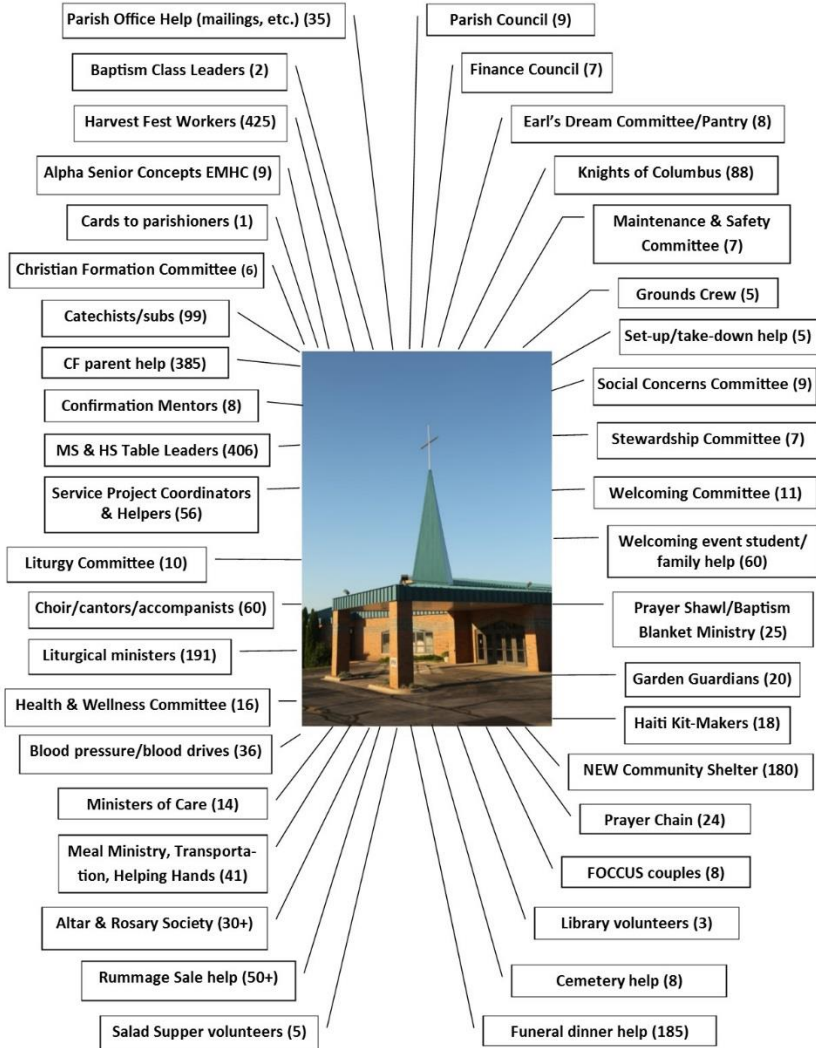 Parish Office Help (mailings, etc.) (35)
Baptism Class Leaders (2)
Harvest Fest Workers (425)
Alpha Senior Concepts EMHC (9)
Cards to parishioners (1)
Christian Formation Committee (6)
Catechists/subs (99)
CF parent help (385)
Confirmation Mentors (8)
MS & HS Table Leaders (406)
Service Project Coordinators
& Helpers (56)
Liturgy Committee (10)
Choir/cantors/accompanists (60)
Liturgical ministers (191)
Health & Wellness Committee (16)
Blood pressure/blood drives (36)
Ministers of Care (14)
Meal Ministry, Transporta-
tion, Helping Hands (41)
Altar & Rosary Society (30+)
Rummage Sale help (50+)
Salad Supper volunteers (5)
Parish Council (9)
Finance Council (7)
Earl's Dream Committee/Pantry (8)
Knights of Columbus (88)
Maintenance & Safety
Committee (7)
Grounds Crew (5)
Set-up/take-down help (5)
Social Concerns Committee (9)
Stewardship Committee (7)
Welcoming Committee (11)
Welcoming event student/
family help (60)
Prayer Shawl/Baptism
Blanket Ministry (25)
Garden Guardians (20)
Haiti Kit-Makers (18)
NEW Community Shelter (180)
Prayer Chain (24)
FOCCUS couples (8)
Library volunteers (3)
Cemetery help (8)
Funeral dinner help (185)